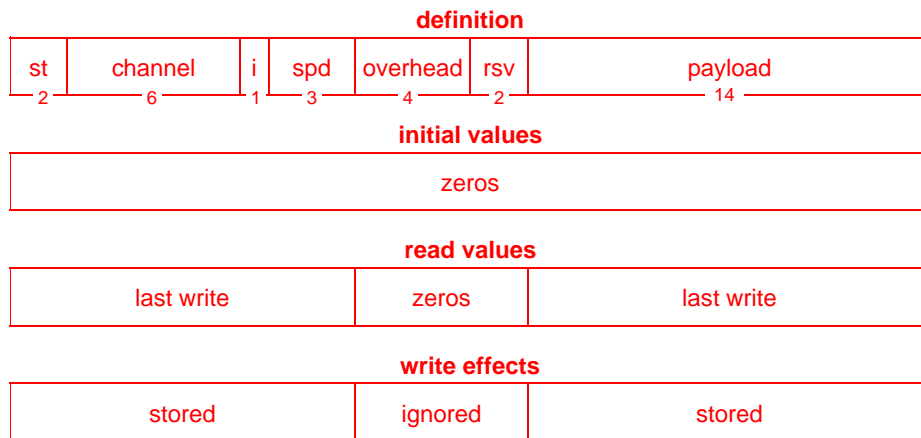 definition
st channel i spd overhead rsv payload
2 6 1 3 4 2 14
initial values
zeros
read values
last write zeros last write
write effects
stored ignored stored